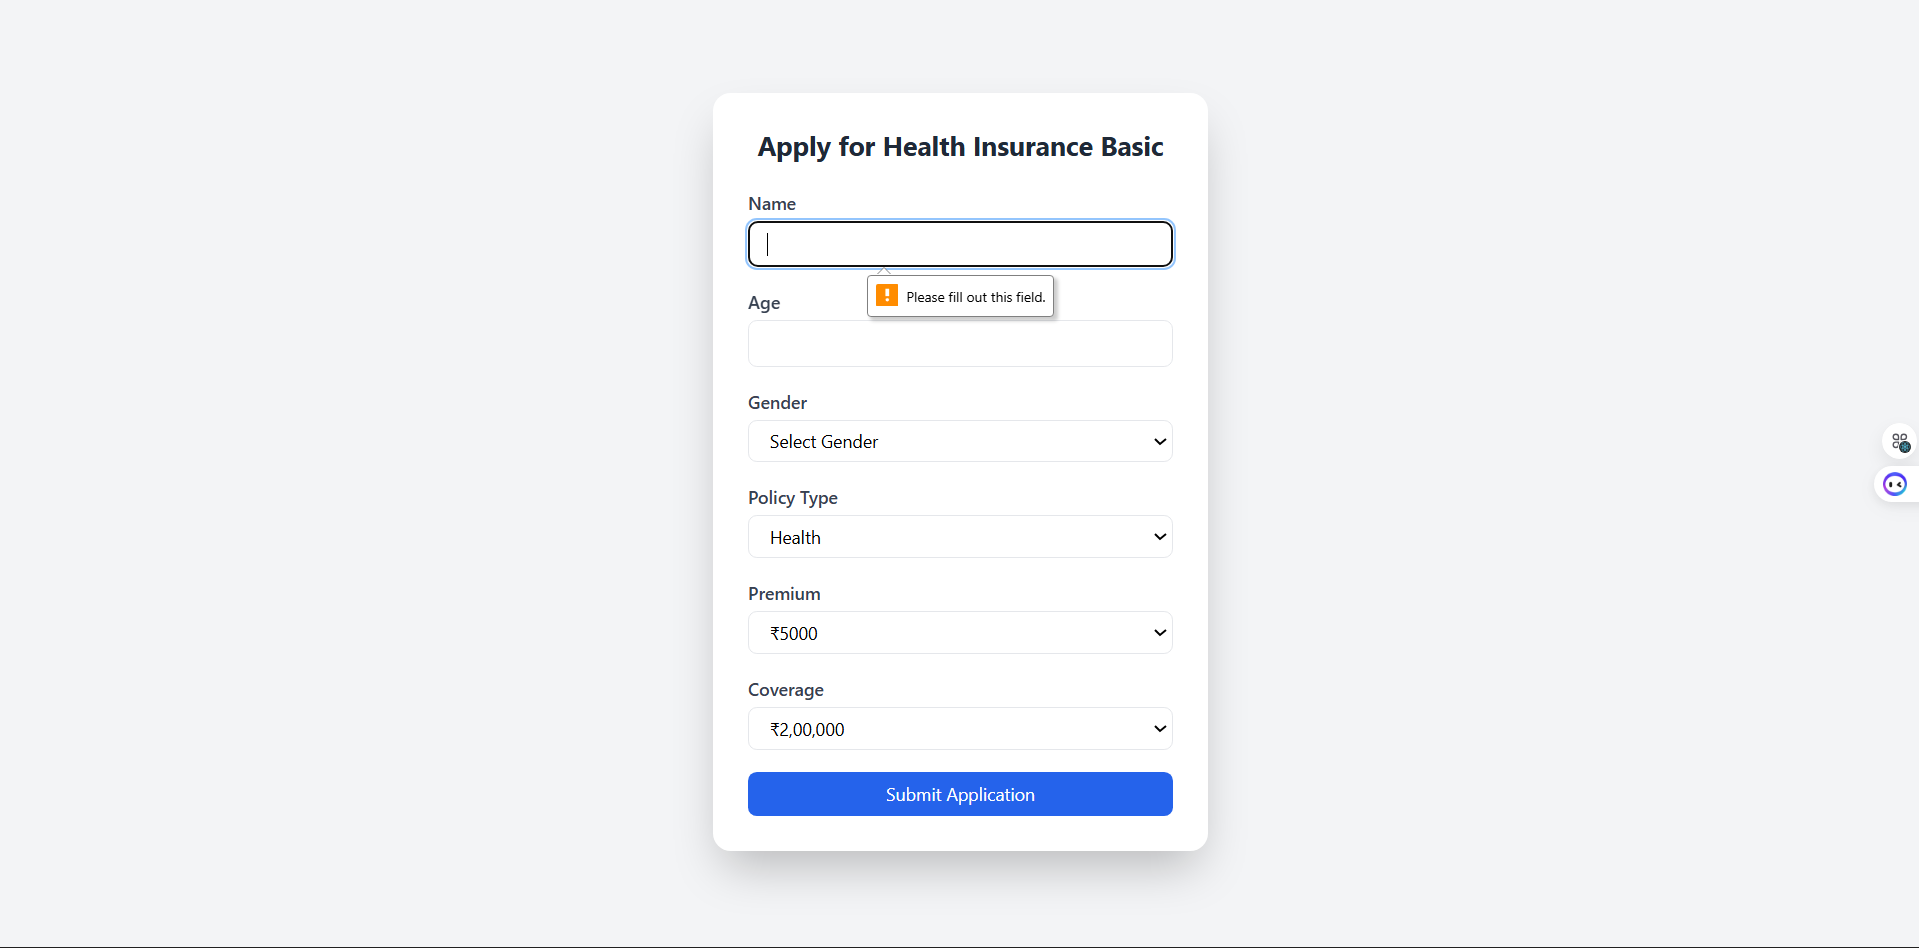 Apply for Health Insurance Basic
Name
Please fill out this field.
Age
Gender
Select Gender
Policy Type
Health
Premium
₹5000
Coverage
₹2,00,000
Submit Application